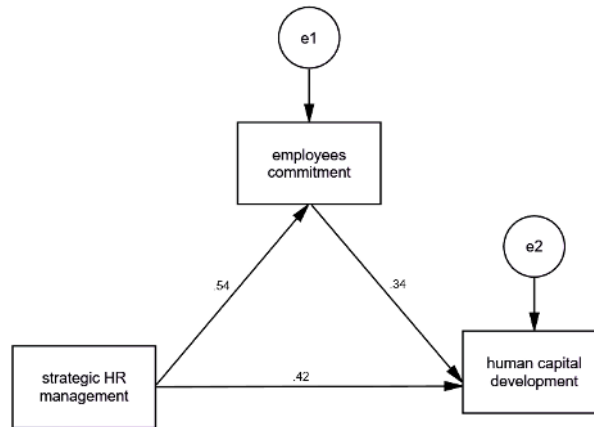 e1
employees
commitment
e2
.54
.34
strategic HR
management
.42
human capital
development